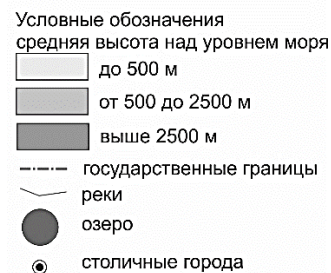 Условные обозначения
средняя высота над уровнем моря
до 500 м
от 500 до 2500 м
выше 2500 м
государственные границы
реки
озеро
столичные города